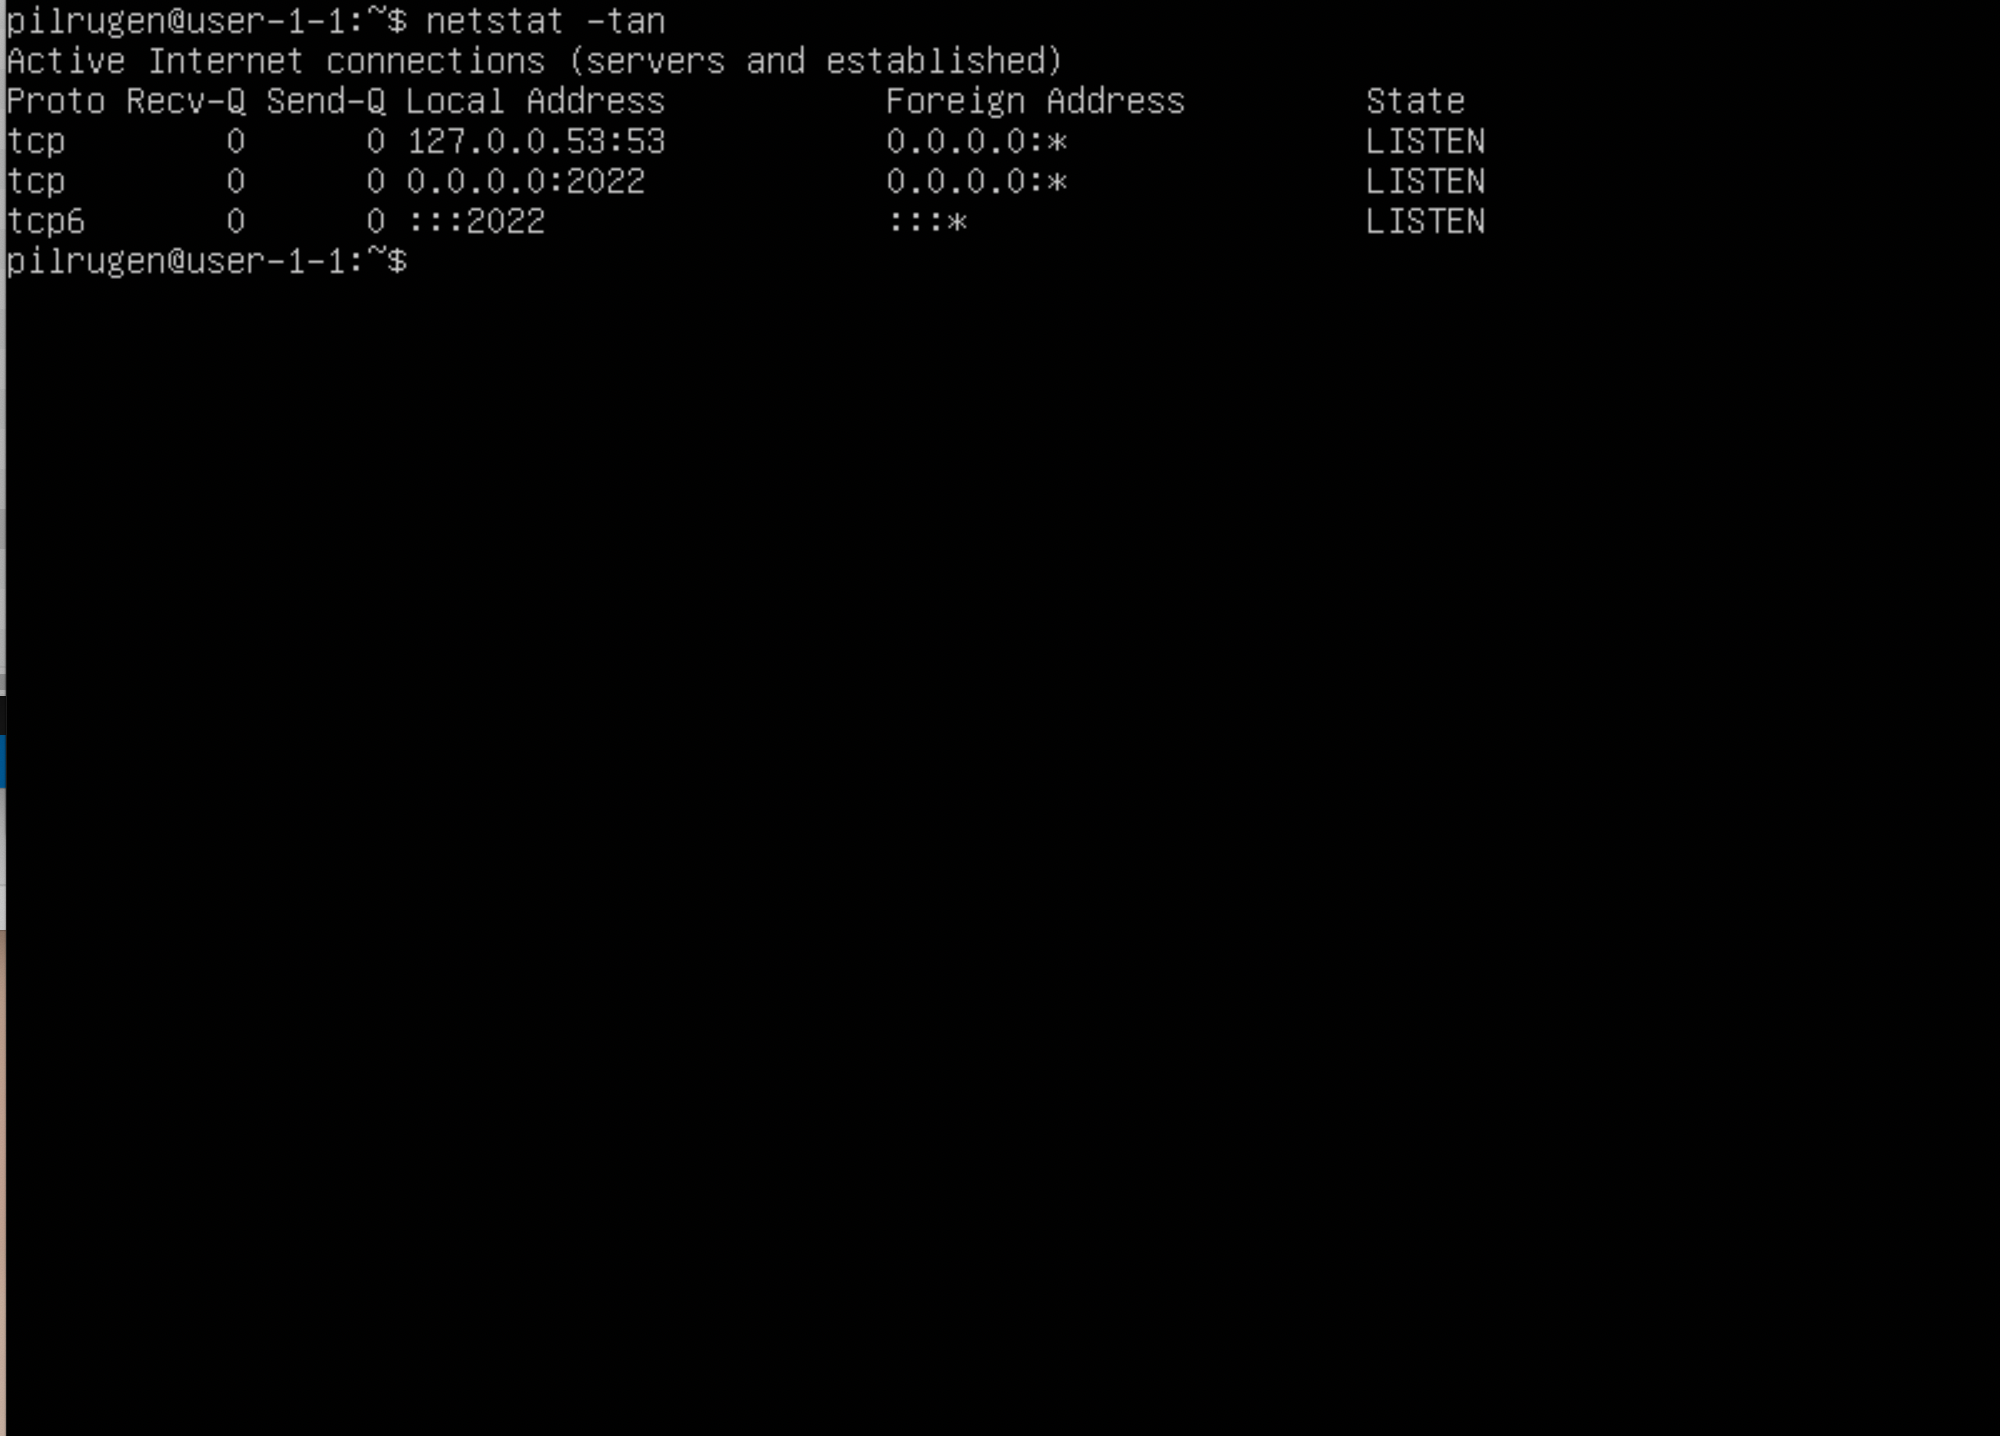 pilrugen@user-1-1:~$ netstat -tan
Active Internet connections (servers and established)
Proto Recv-Q Send-Q Local Address           Foreign Address         State
tcp        0      0 127.0.0.53:53           0.0.0.0:*               LISTEN
tcp        0      0 0.0.0.0:2022            0.0.0.0:*               LISTEN
tcp6       0      0 :::2022                 :::*                    LISTEN
pilrugen@user-1-1:~$